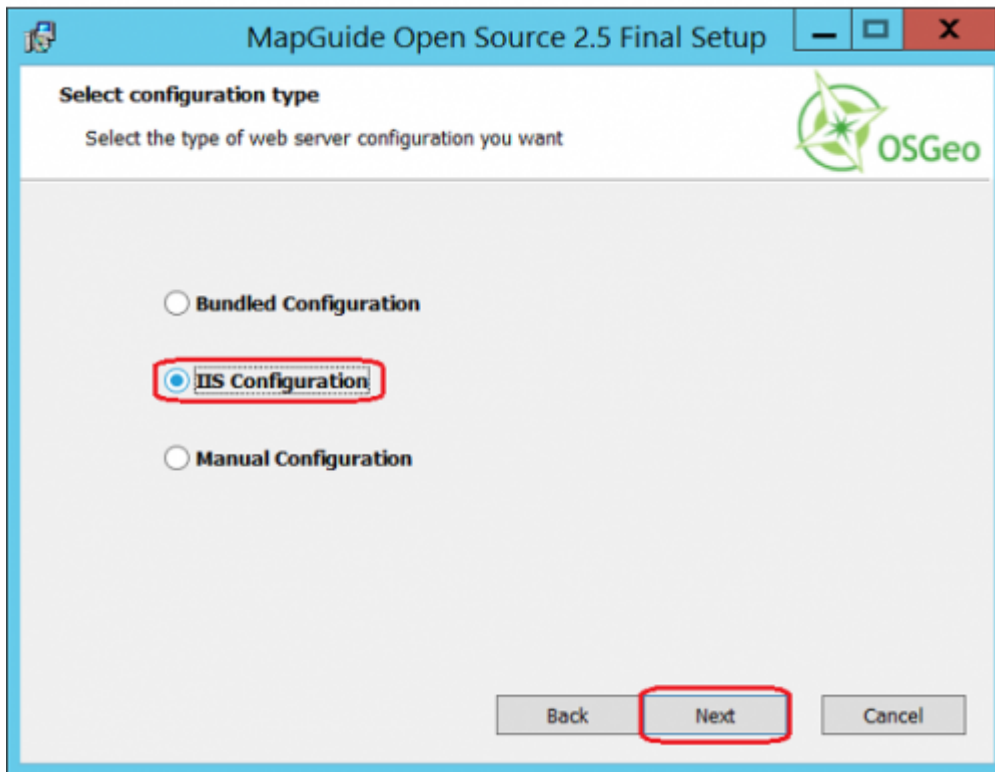 MapGuide Open Source 2.5 Final Setup
Select configuration type
Select the type of web server configuration you want
OSGeo
Bundled Configuration
IIS Configuration
Manual Configuration
Back Next Cancel